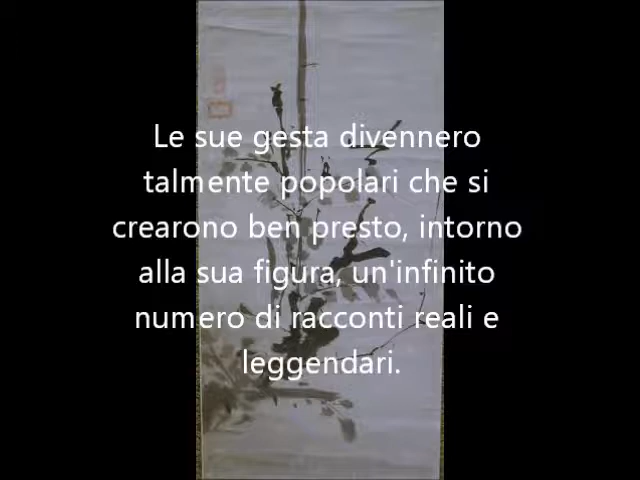 Le sue gesta divennero
talmente popolari che si
crearono ben presto, intorno
alla sua figura, un'infinito
numero di racconti reali e
leggendari.